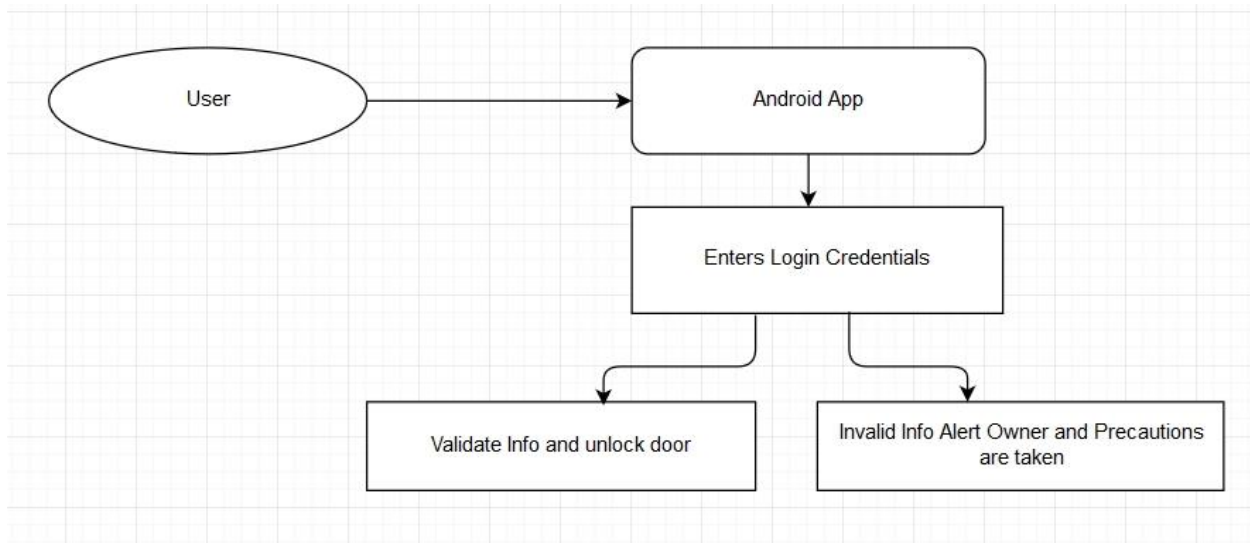 User
Android App
Enters Login Credentials
Validate Info and unlock door
Invalid Info Alert Owner and Precautions
are taken